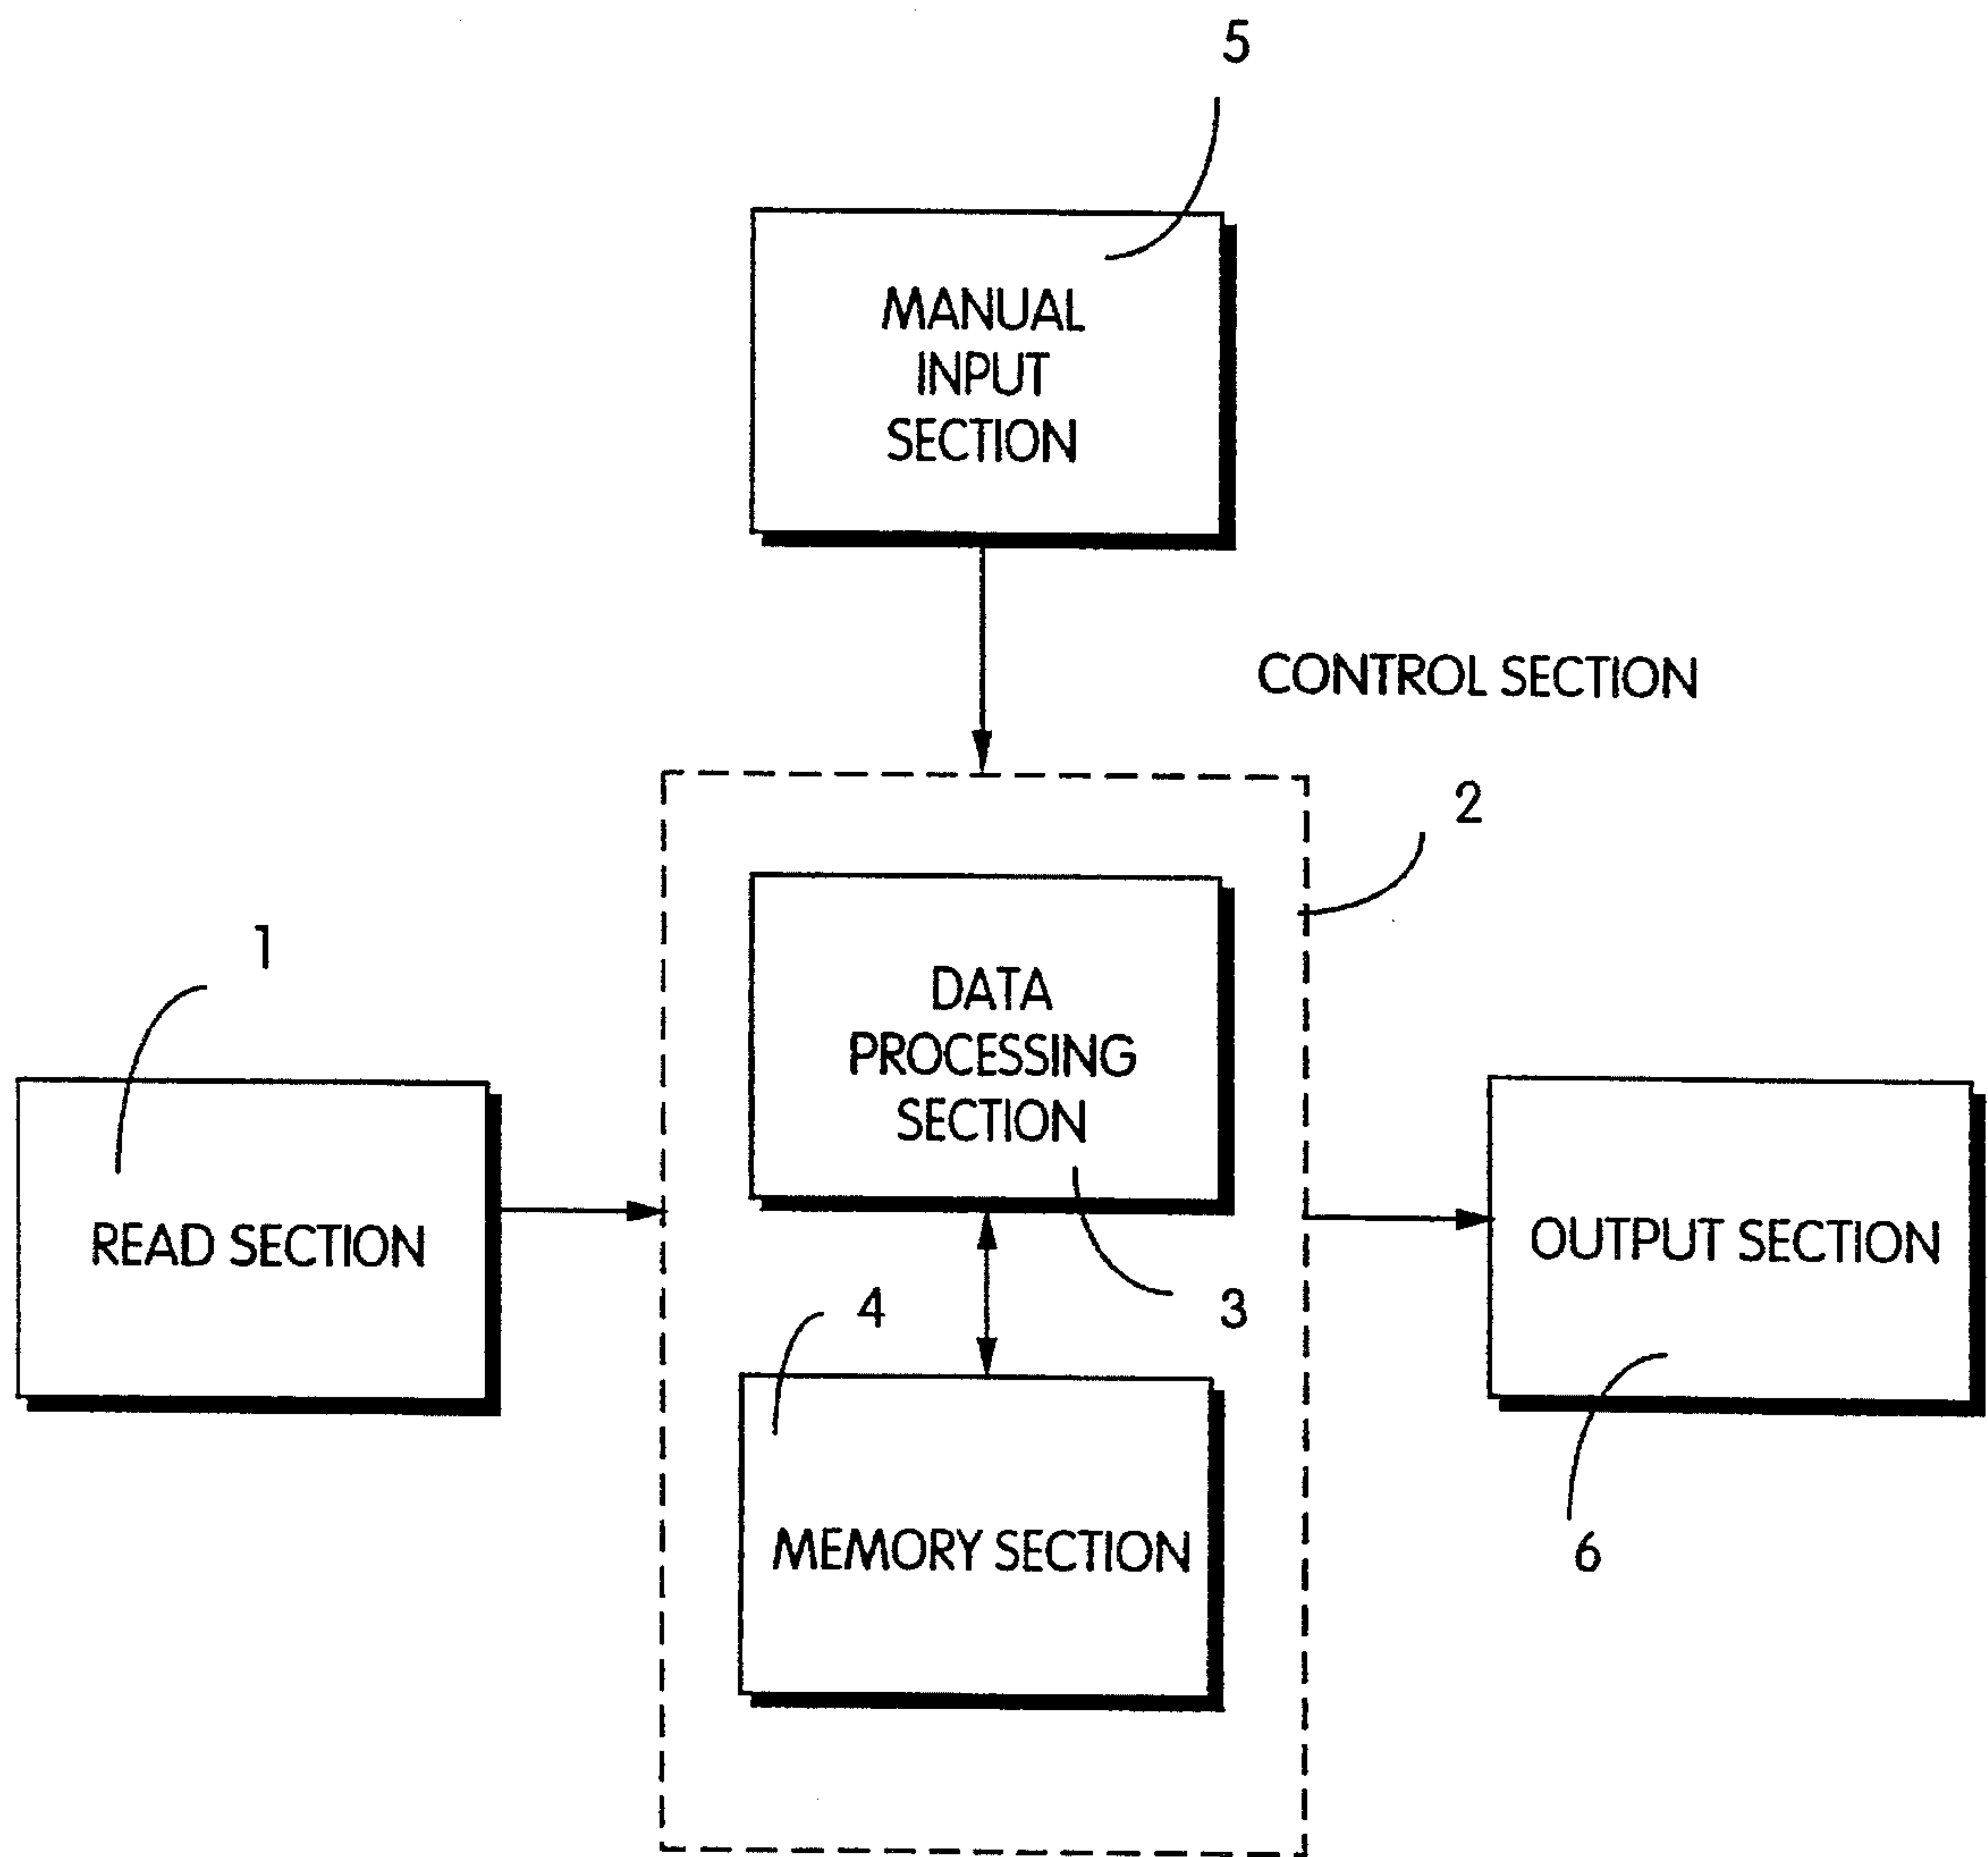 5
MANUAL
INPUT
SECTION
CONTROL SECTION
2
1
DATA
PROCESSING
SECTION
READ SECTION
OUTPUT SECTION
4
3
MEMORY SECTION
6